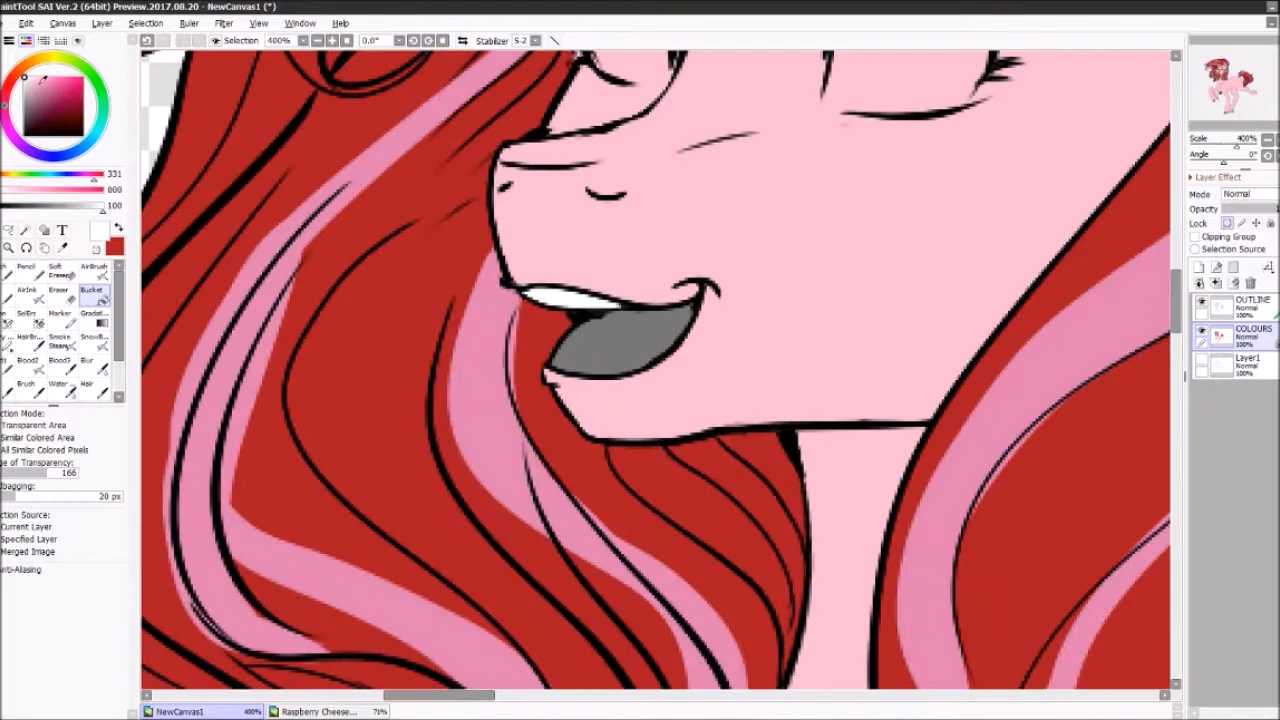 aintTool SAI Ver.2 (64bit) Preview.2017.08.20 - NewCanvas1 (*)
Edit Canvas Layer Selection Ruler Filter View Window Help
Selection 400% 0.0° Stabilizer S-2
331
000
100
T
Pencil Soft Eraser AirBrush
AirInk Eraser Bucket
SelEra Marker Gradat
HairBr... Smoke Steamy SnowB...
Blood2 Blood3 Blur
Brush Water ... Hair
ction Mode:
Transparent Area
Similar Colored Area
All Similar Colored Pixels
ge of Transparency:
166
20 px
ction Source:
Current Layer
Specified Layer
Merged Image
Anti-Aliasing
Scale 400%
Angle 0°
Layer Effect
Mode Normal
Opacity
Lock
Clipping Group
Selection Source
OUTLINE
Normal
100%
COLOURS
Normal
100%
Layer1
Normal
100%
NewCanvas1 400% Raspberry Cheese... 71%